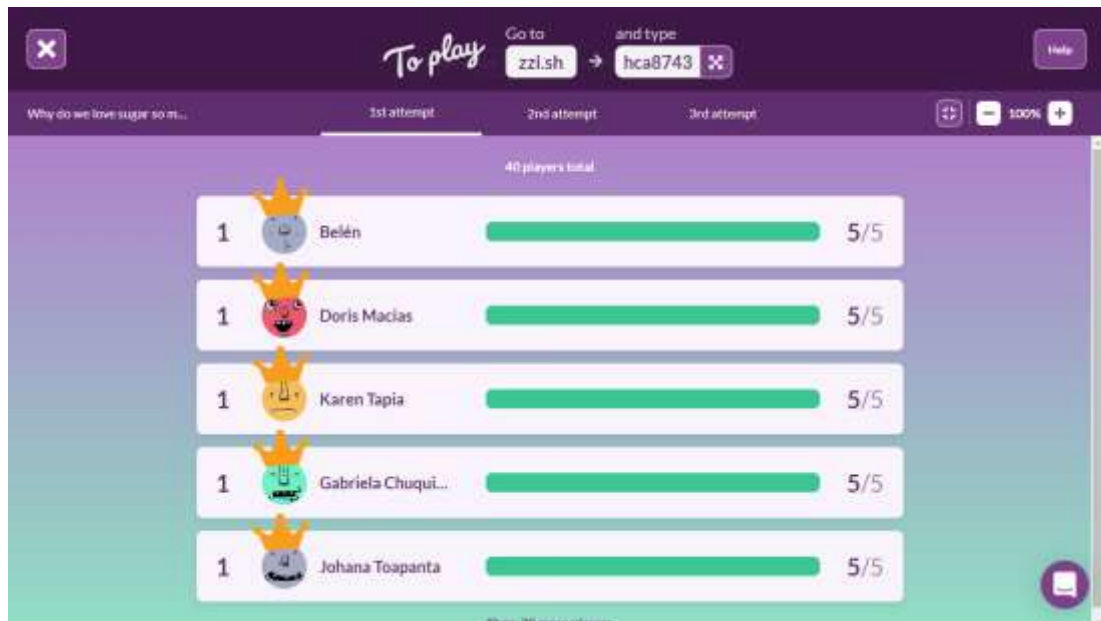 To play
Go to
zzi.sh
and type
hca8743
Help
Why do we love sugar so m...
1st attempt
2nd attempt
3rd attempt
100%
40 players total
1 Belén 5/5
1 Doris Macias 5/5
1 Karen Tapia 5/5
1 Gabriela Chuqui... 5/5
1 Johana Toapanta 5/5